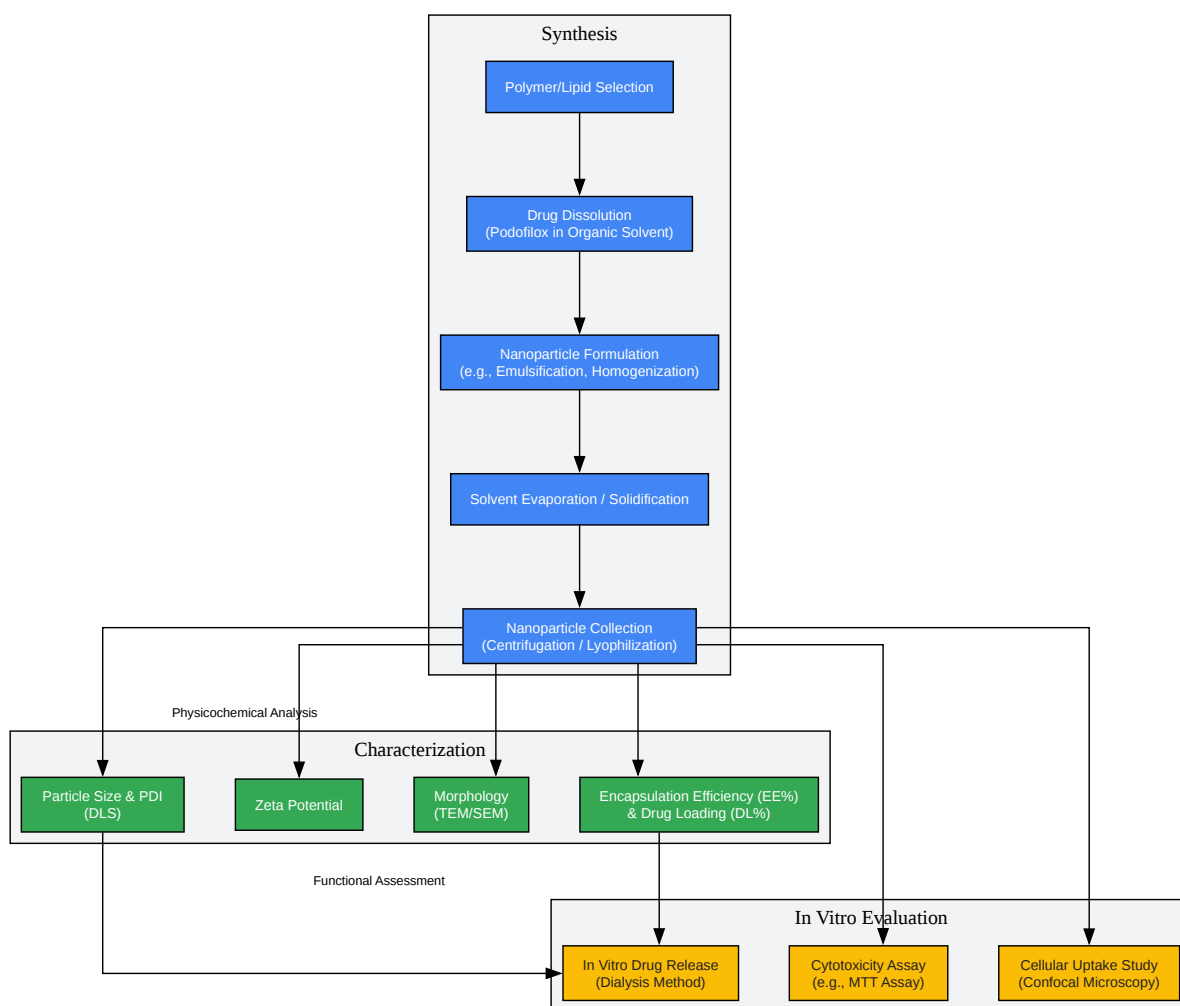 Synthesis
Polymer/Lipid Selection
Drug Dissolution
(Podofilox in Organic Solvent)
Nanoparticle Formulation
(e.g., Emulsification, Homogenization)
Solvent Evaporation / Solidification
Nanoparticle Collection
(Centrifugation / Lyophilization)
Physicochemical Analysis
Characterization
Particle Size & PDI
(DLS)
Zeta Potential
Morphology
(TEM/SEM)
Encapsulation Efficiency (EE%)
& Drug Loading (DL%)
Functional Assessment
In Vitro Evaluation
In Vitro Drug Release
(Dialysis Method)
Cytotoxicity Assay
(e.g., MTT Assay)
Cellular Uptake Study
(Confocal Microscopy)